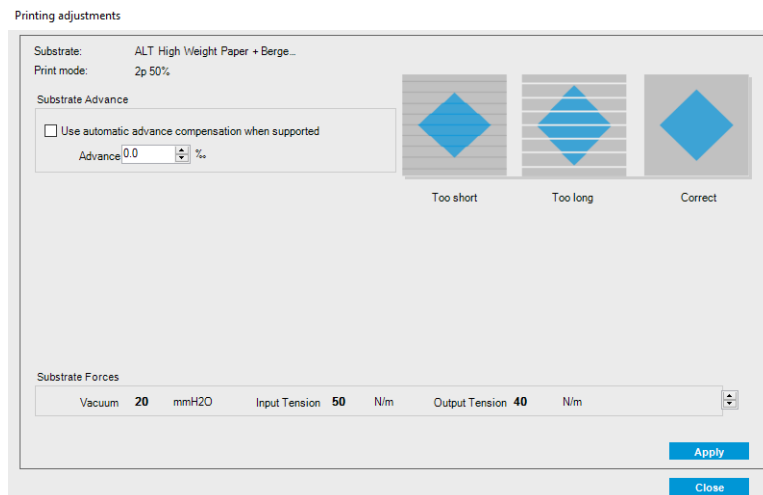 Printing adjustments
Substrate: ALT High Weight Paper + Berge...
Print mode: 2p 50%
Substrate Advance
Use automatic advance compensation when supported
Advance 0.0 ‰
Too short Too long Correct
Substrate Forces
Vacuum 20 mmH2O Input Tension 50 N/m Output Tension 40 N/m
Apply
Close